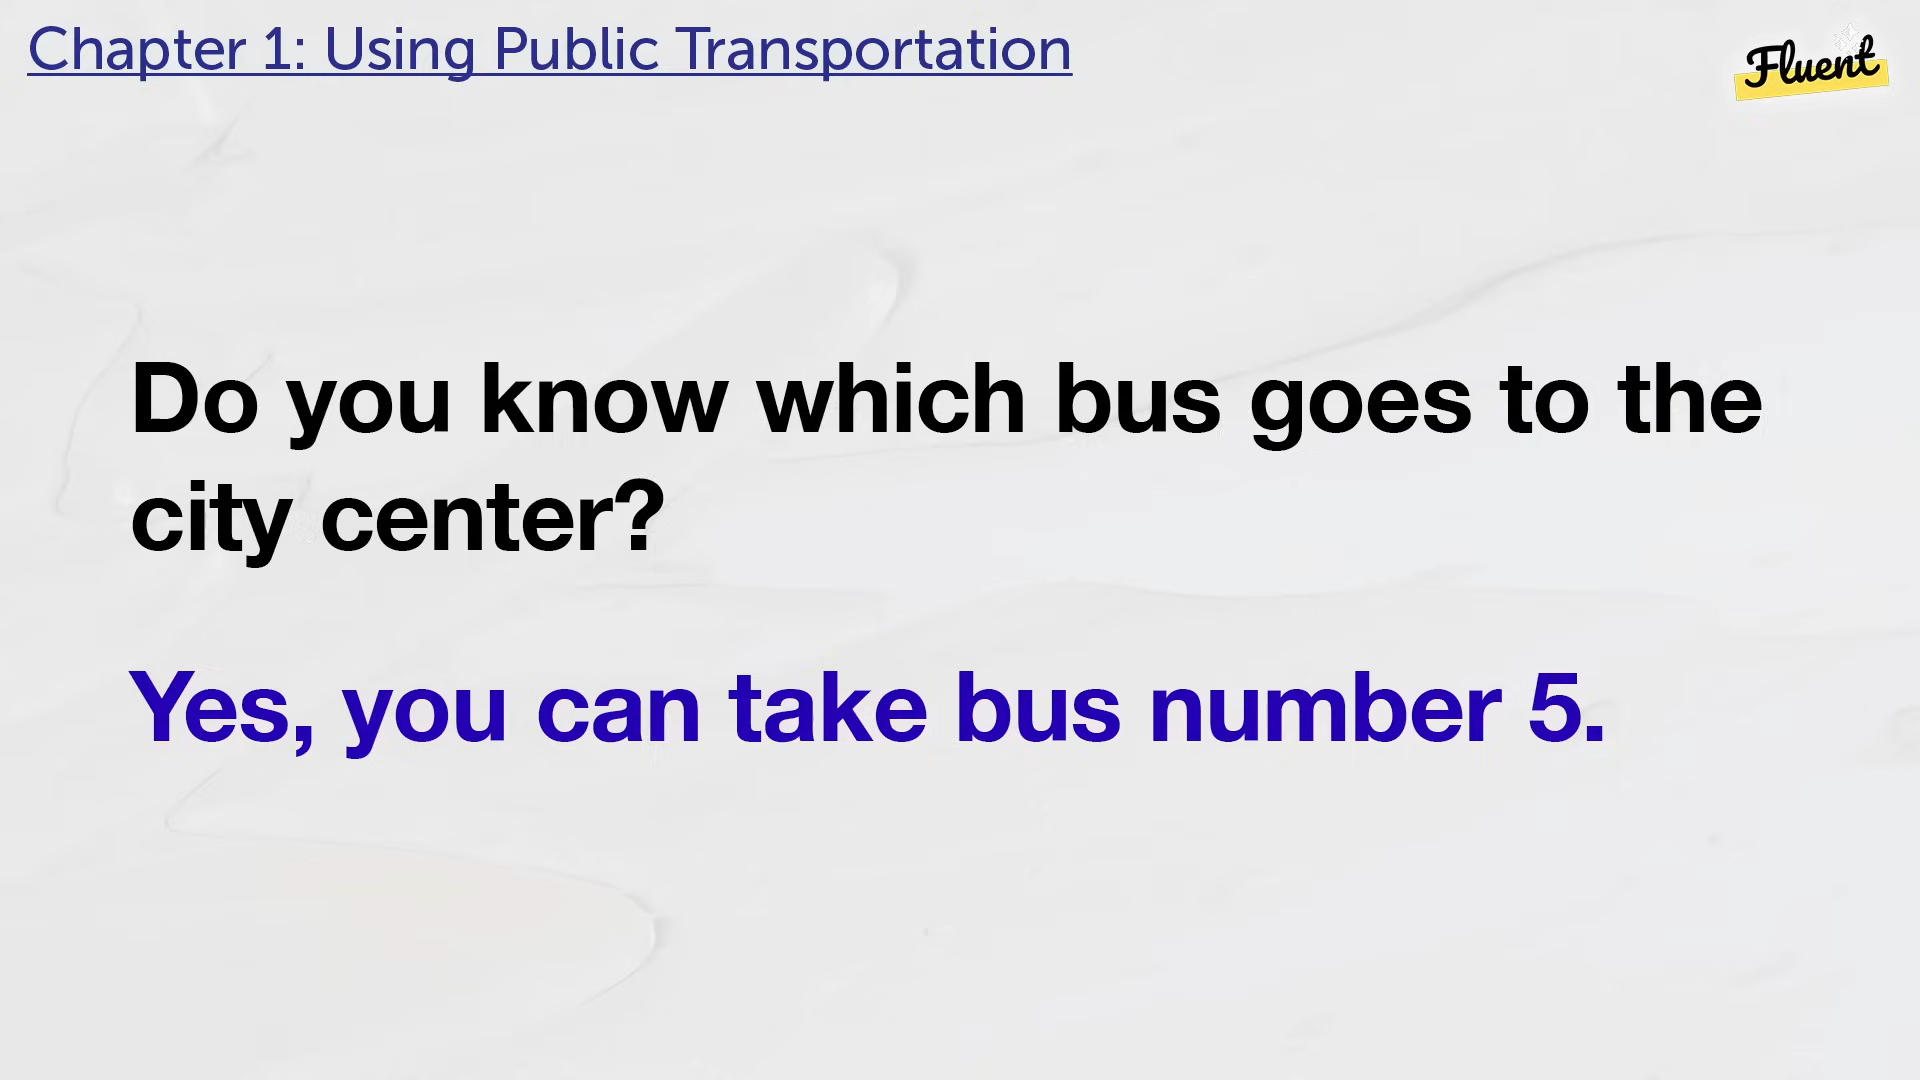 Chapter 1: Using Public Transportation
Fluent
Do you know which bus goes to the
city center?
Yes, you can take bus number 5.